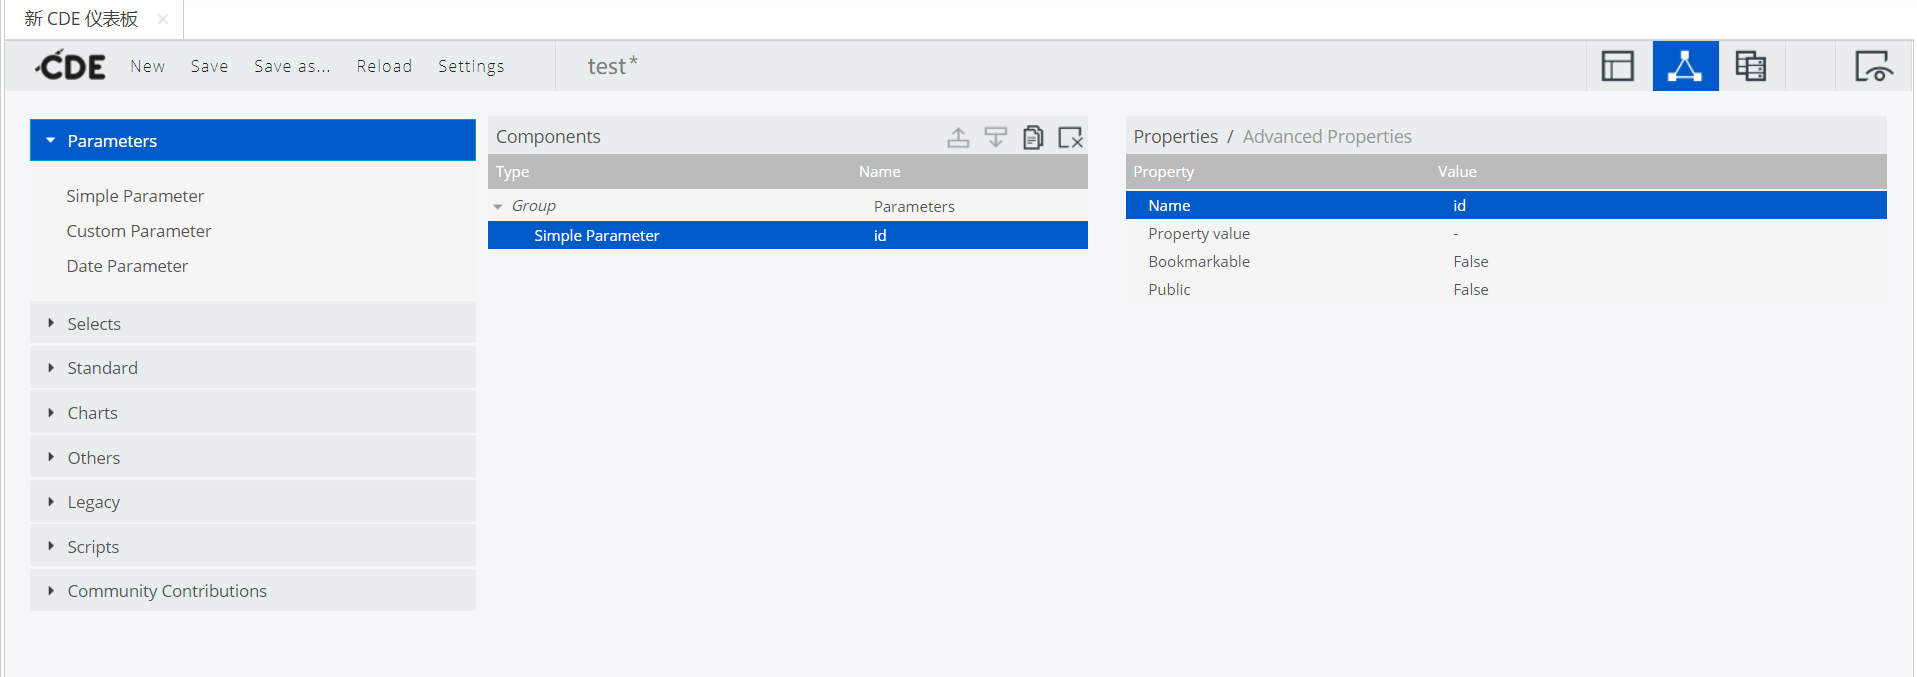 新 CDE 仪表板
CDE New Save Save as... Reload Settings test*
Parameters
Simple Parameter
Custom Parameter
Date Parameter
Selects
Standard
Charts
Others
Legacy
Scripts
Community Contributions
Components
Type Name
Group Parameters
Simple Parameter id
Properties / Advanced Properties
Property Value
Name id
Property value -
Bookmarkable False
Public False